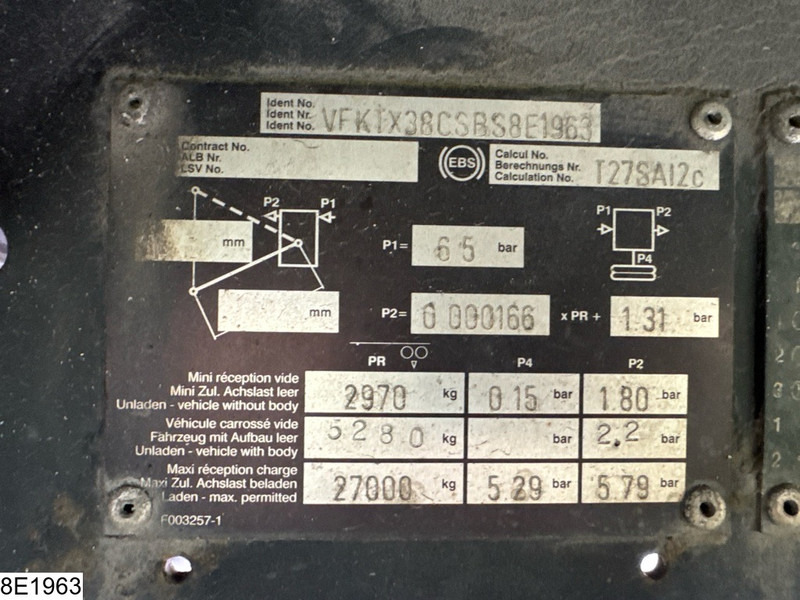 Ident No.
Ident Nr. VFKTX38CSBS8E1963
Ident No.
Contract No.
ALB Nr.
LSV No.
EBS
Calcul No.
Berechnungs Nr. T27SAI2c
Calculation No.
P2 P1
mm
mm
P1= 6 5 bar
P1 P2
P4
P2= 0 000166 x PR + 1.31 bar
PR P4 P2
Mini réception vide
Mini Zul. Achslast leer 2970 kg 0 15 bar 1.80 bar
Unladen - vehicle without body
Véhicule carrossé vide
Fahrzeug mit Aufbau leer 5280 kg bar 2.2 bar
Unladen - vehicle with body
Maxi réception charge
Maxi Zul. Achslast beladen 27000 kg 5 29 bar 5 79 bar
Laden - max. permitted
F003257-1
8E1963